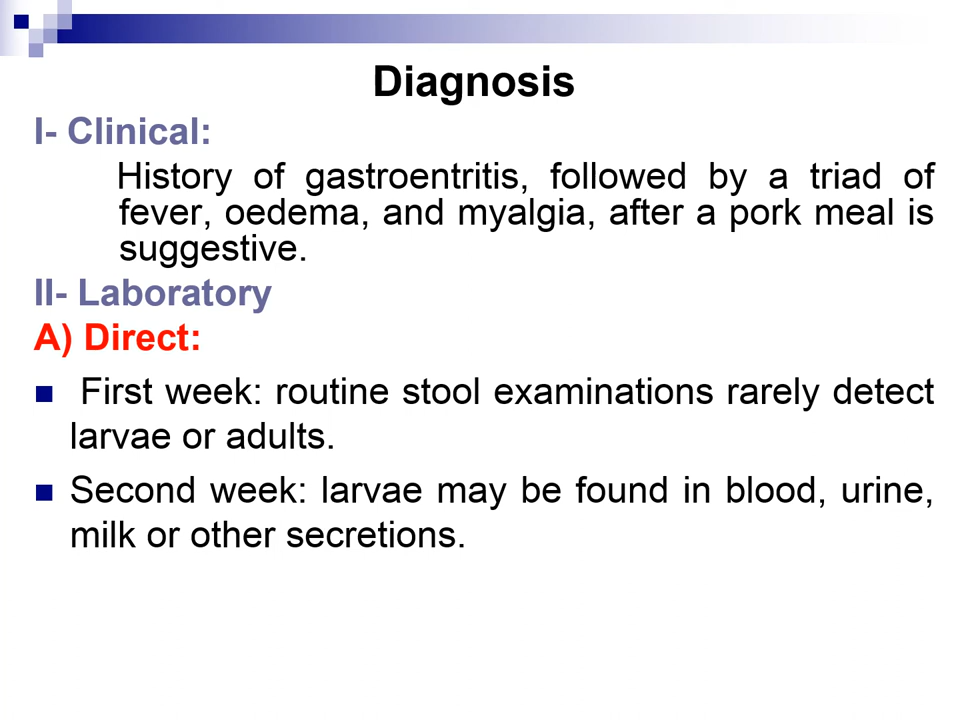 Diagnosis
I- Clinical:
History of gastroentritis, followed by a triad of
fever, oedema, and myalgia, after a pork meal is
suggestive.
II- Laboratory
A) Direct:
First week: routine stool examinations rarely detect
larvae or adults.
Second week: larvae may be found in blood, urine,
milk or other secretions.